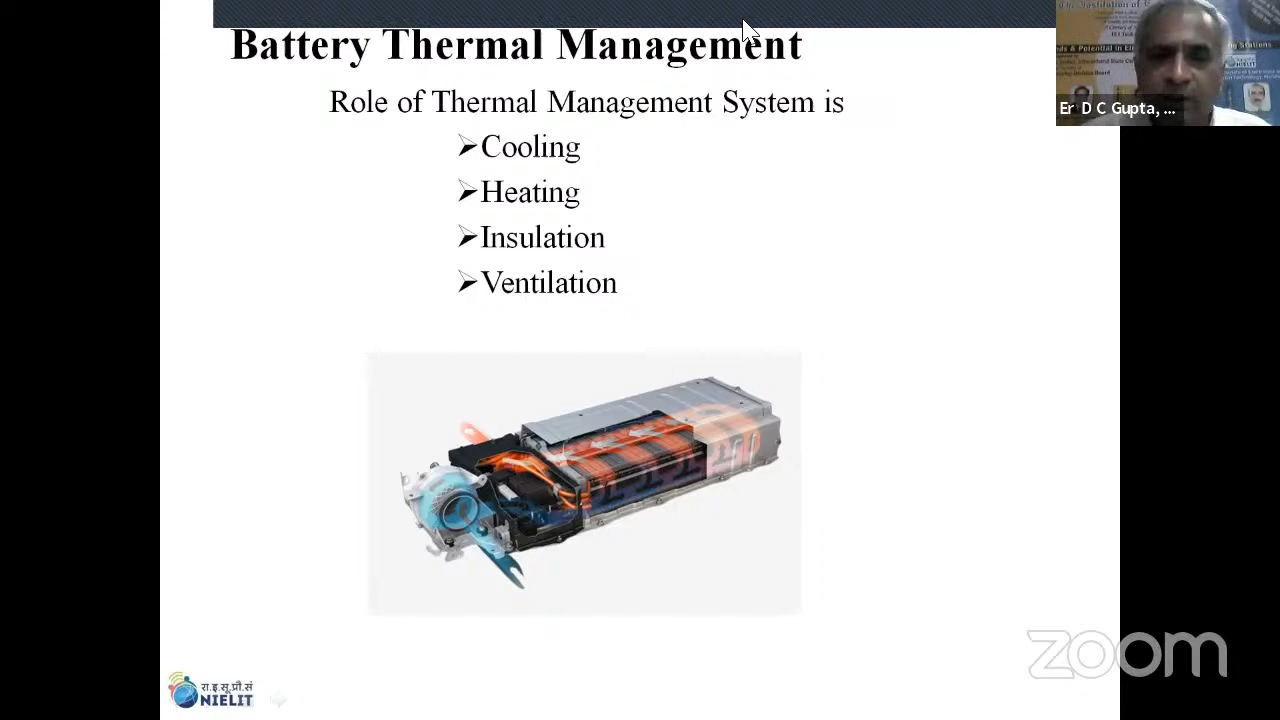 Battery Thermal Management
Role of Thermal Management System is
Cooling
Heating
Insulation
Ventilation
Er D C Gupta, ...
zoom
रा.इ.सू.प्रौ.सं
NIELIT